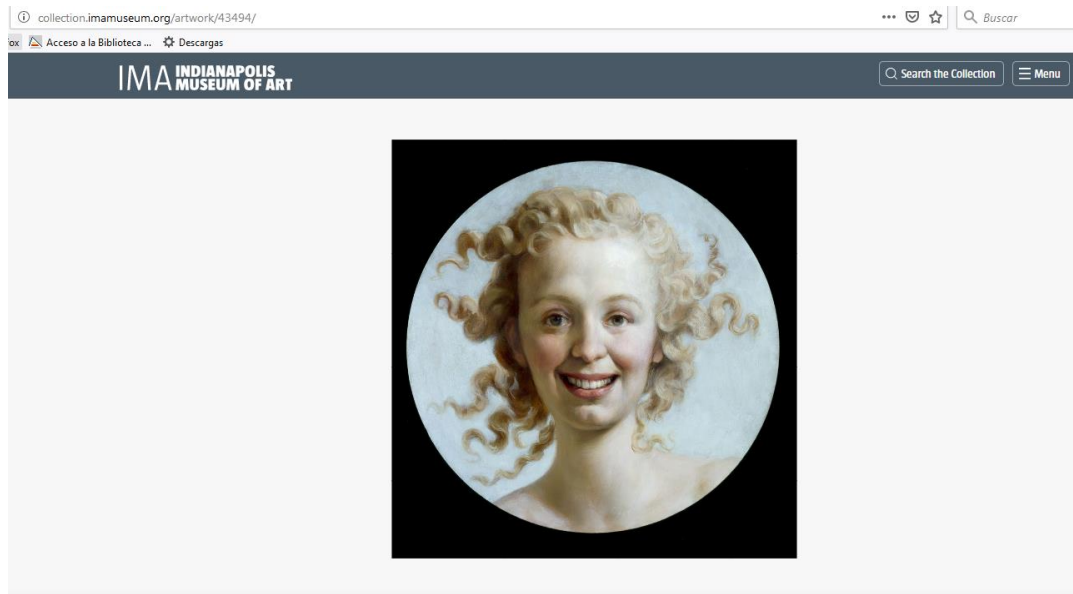 collection.imamuseum.org/artwork/43494/
Buscar
ox Acceso a la Biblioteca ... Descargas
IMA INDIANAPOLIS
MUSEUM OF ART
Search the Collection
Menu